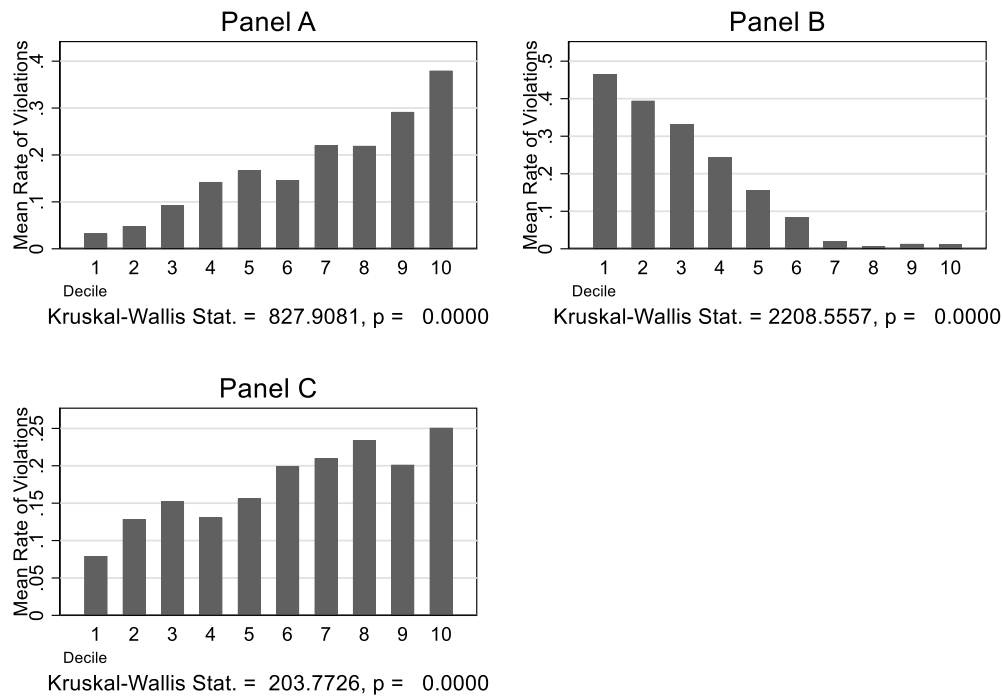 Panel A
Mean Rate of Violations
.4
.3
.2
.1
0
1 2 3 4 5 6 7 8 9 10
Decile
Kruskal-Wallis Stat. = 827.9081, p = 0.0000
Panel B
Mean Rate of Violations
.5
.4
.3
.2
.1
0
1 2 3 4 5 6 7 8 9 10
Decile
Kruskal-Wallis Stat. = 2208.5557, p = 0.0000
Panel C
Mean Rate of Violations
.25
.2
.15
.1
.05
0
1 2 3 4 5 6 7 8 9 10
Decile
Kruskal-Wallis Stat. = 203.7726, p = 0.0000